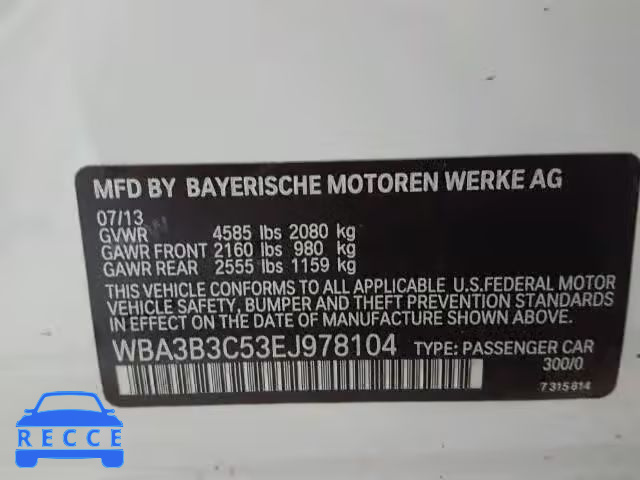 MFD BY BAYERISCHE MOTOREN WERKE AG
07/13
GVWR 4585 lbs 2080 kg
GAWR FRONT 2160 lbs 980 kg
GAWR REAR 2555 lbs 1159 kg
THIS VEHICLE CONFORMS TO ALL APPLICABLE U.S.FEDERAL MOTOR
VEHICLE SAFETY, BUMPER AND THEFT PREVENTION STANDARDS
IN EFFECT ON THE DATE OF MANUFACTURE SHOWN ABOVE.
WBA3B3C53EJ978104 TYPE: PASSENGER CAR
300/0
7 315 814